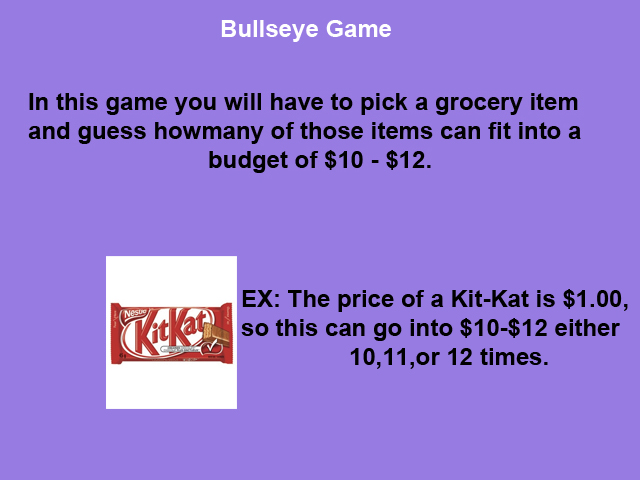 Bullseye Game
In this game you will have to pick a grocery item
and guess howmany of those items can fit into a
budget of $10 - $12.
Nestle
KitKat
EX: The price of a Kit-Kat is $1.00,
so this can go into $10-$12 either
10,11,or 12 times.